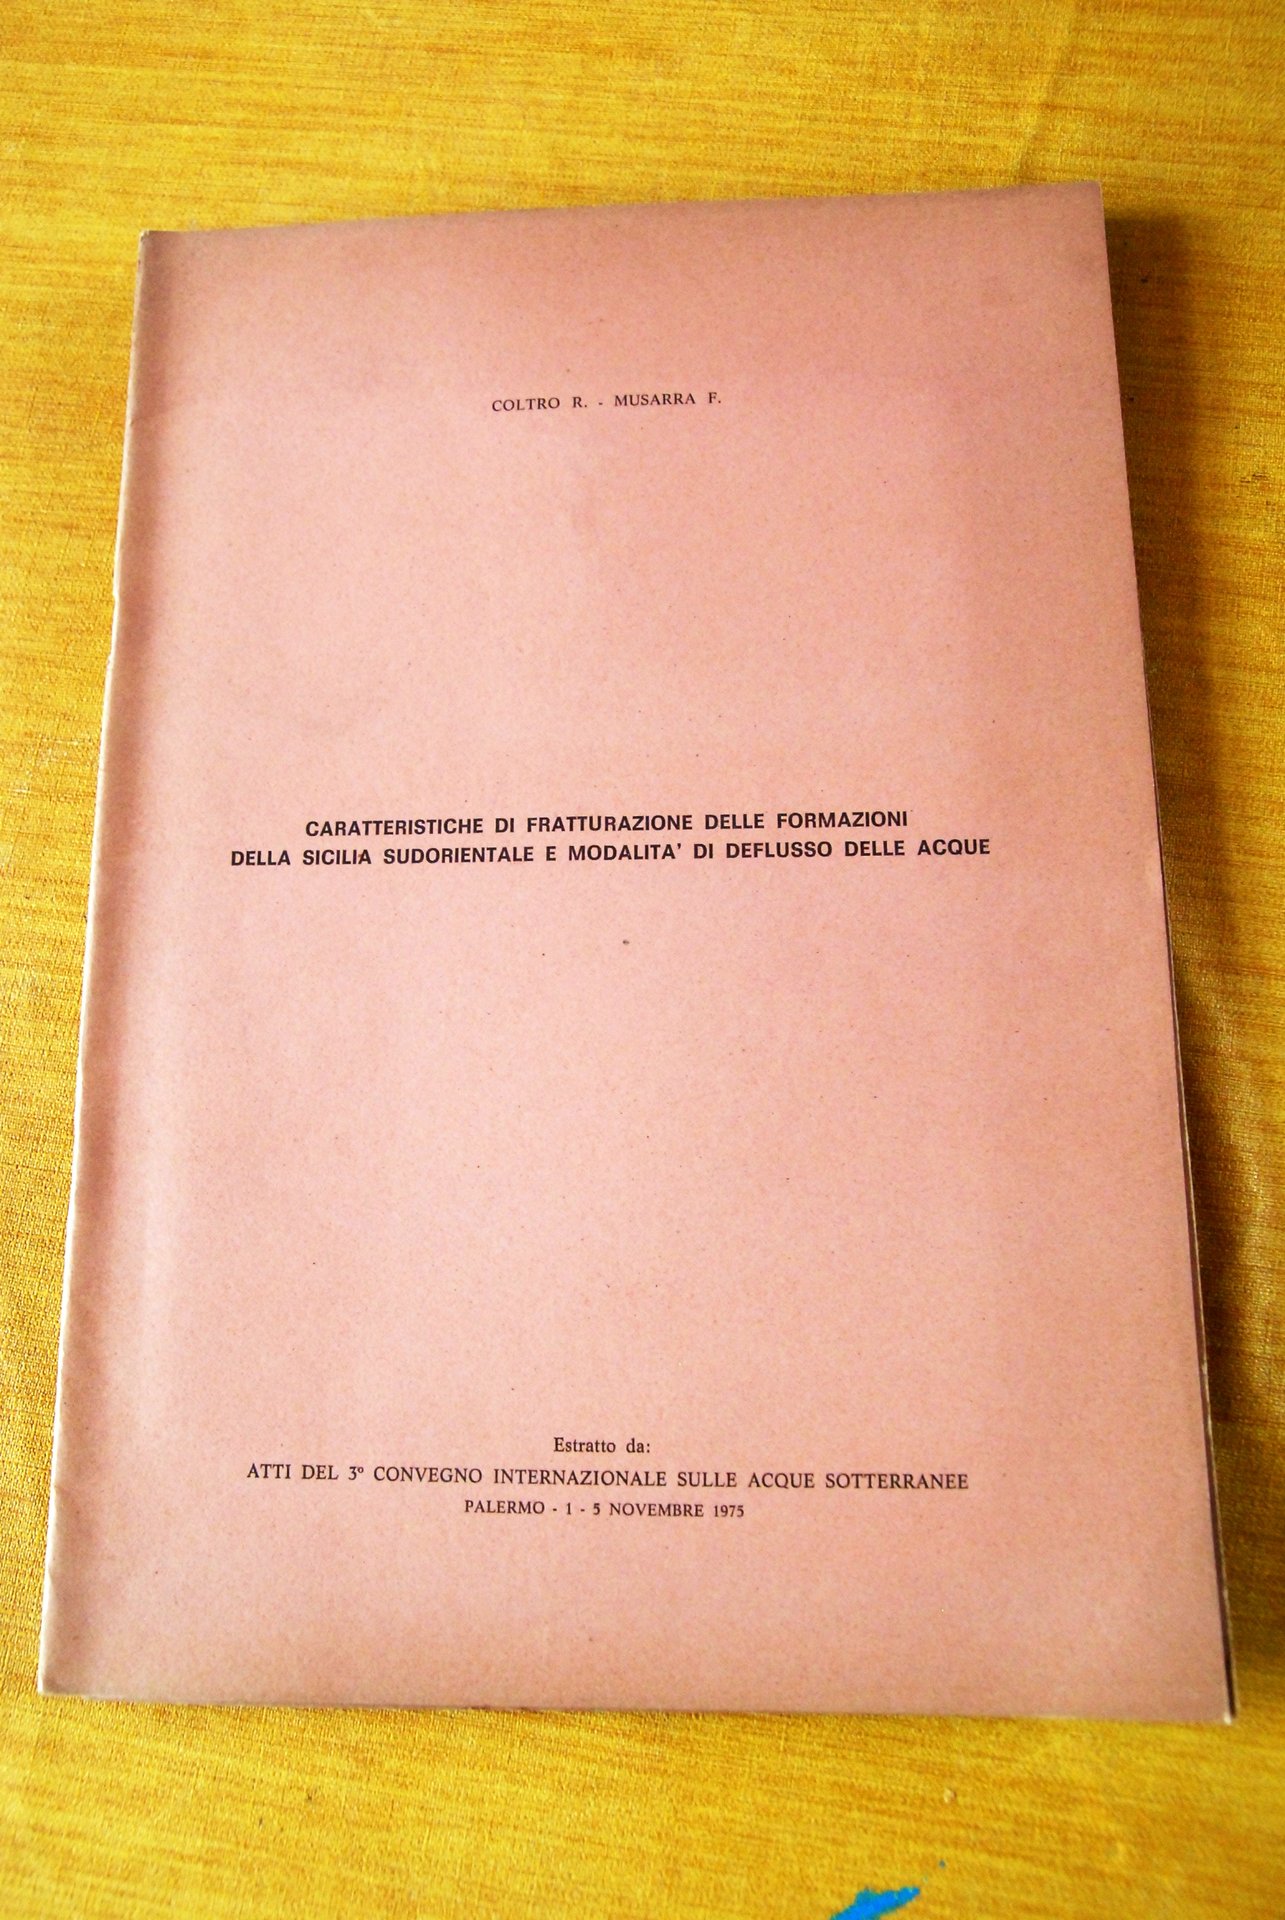 COLTRO R. - MUSARRA F.
CARATTERISTICHE DI FRATTURAZIONE DELLE FORMAZIONI
DELLA SICILIA SUDORIENTALE E MODALITA' DI DEFLUSSO DELLE ACQUE
Estratto da:
ATTI DEL 3º CONVEGNO INTERNAZIONALE SULLE ACQUE SOTTERRANEE
PALERMO - 1 - 5 NOVEMBRE 1975